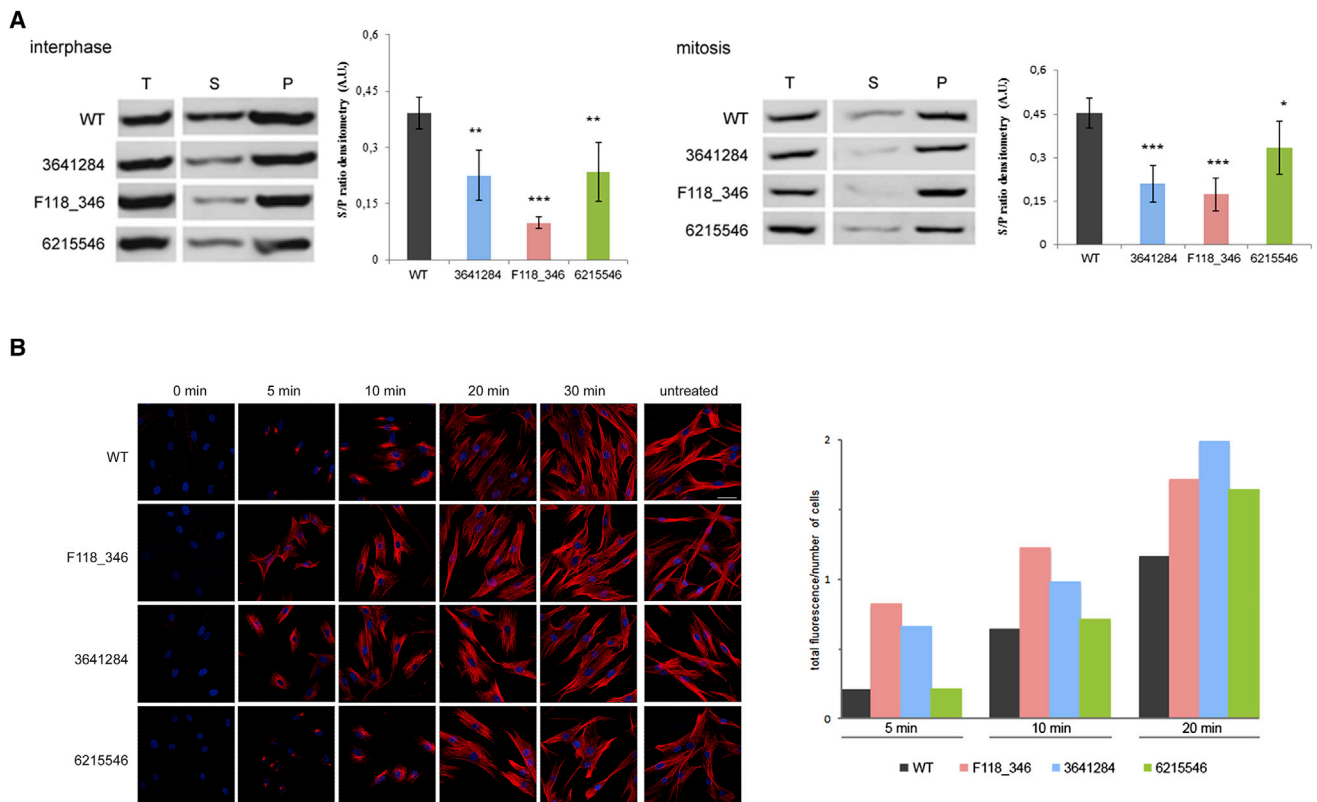 A
interphase
T S P
WT
3641284
F118_346
6215546
S/P ratio densitometry (A.U.)
0,6
0,45
0,3
0,15
0
**
***
**
WT 3641284 F118_346 6215546
mitosis
T S P
WT
3641284
F118_346
6215546
S/P ratio densitometry (A.U.)
0,6
0,45
0,3
0,15
0
***
***
*
WT 3641284 F118_346 6215546
B
0 min 5 min 10 min 20 min 30 min untreated
WT
F118_346
3641284
6215546
total fluorescence/number of cells
2
1
0
5 min 10 min 20 min
WT F118_346 3641284 6215546